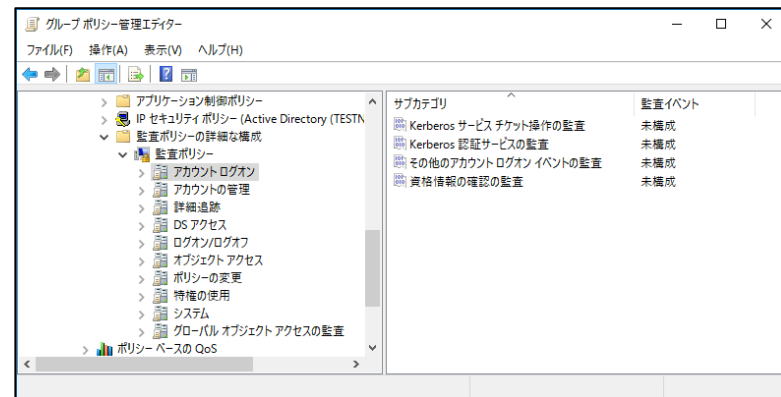 グループ ポリシー管理エディター
ファイル(F) 操作(A) 表示(V) ヘルプ(H)
アプリケーション制御ポリシー
IP セキュリティ ポリシー (Active Directory (TESTN
監査ポリシーの詳細な構成
監査ポリシー
アカウント ログオン
アカウントの管理
詳細追跡
DS アクセス
ログオン/ログオフ
オブジェクト アクセス
ポリシーの変更
特権の使用
システム
グローバル オブジェクト アクセスの監査
ポリシー ベースの QoS
サブカテゴリ 監査イベント
Kerberos サービス チケット操作の監査 未構成
Kerberos 認証サービスの監査 未構成
その他のアカウント ログオン イベントの監査 未構成
資格情報の確認の監査 未構成